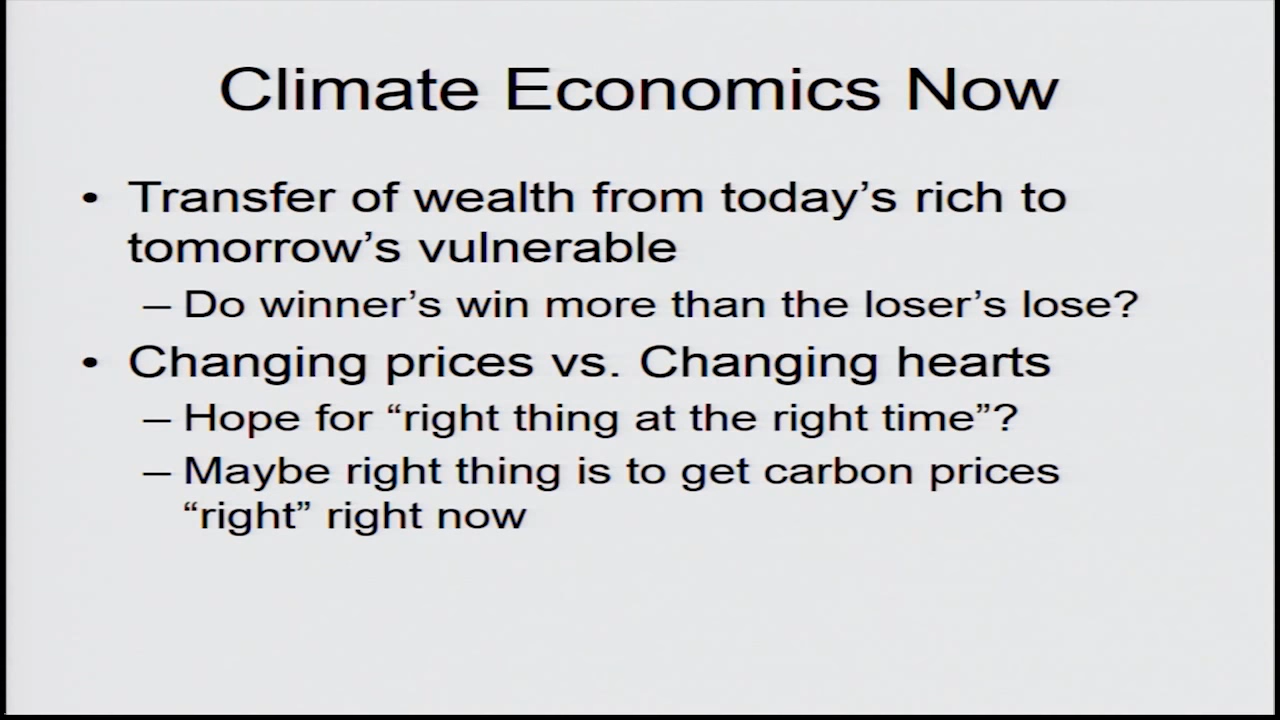 Climate Economics Now
• Transfer of wealth from today’s rich to
tomorrow’s vulnerable
– Do winner’s win more than the loser’s lose?
• Changing prices vs. Changing hearts
– Hope for “right thing at the right time”?
– Maybe right thing is to get carbon prices
“right” right now